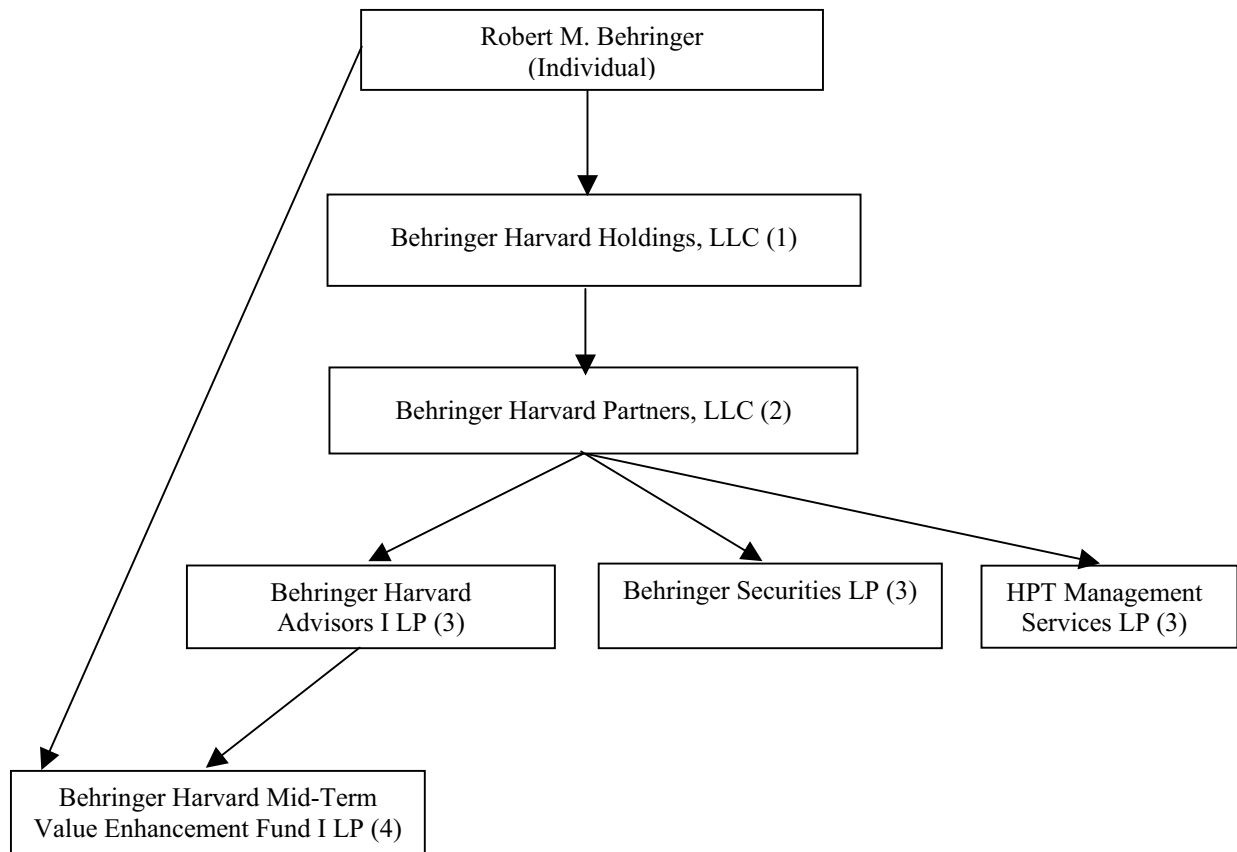 Robert M. Behringer
(Individual)
Behringer Harvard Holdings, LLC (1)
Behringer Harvard Partners, LLC (2)
Behringer Harvard
Advisors I LP (3)
Behringer Securities LP (3)
HPT Management
Services LP (3)
Behringer Harvard Mid-Term
Value Enhancement Fund I LP (4)